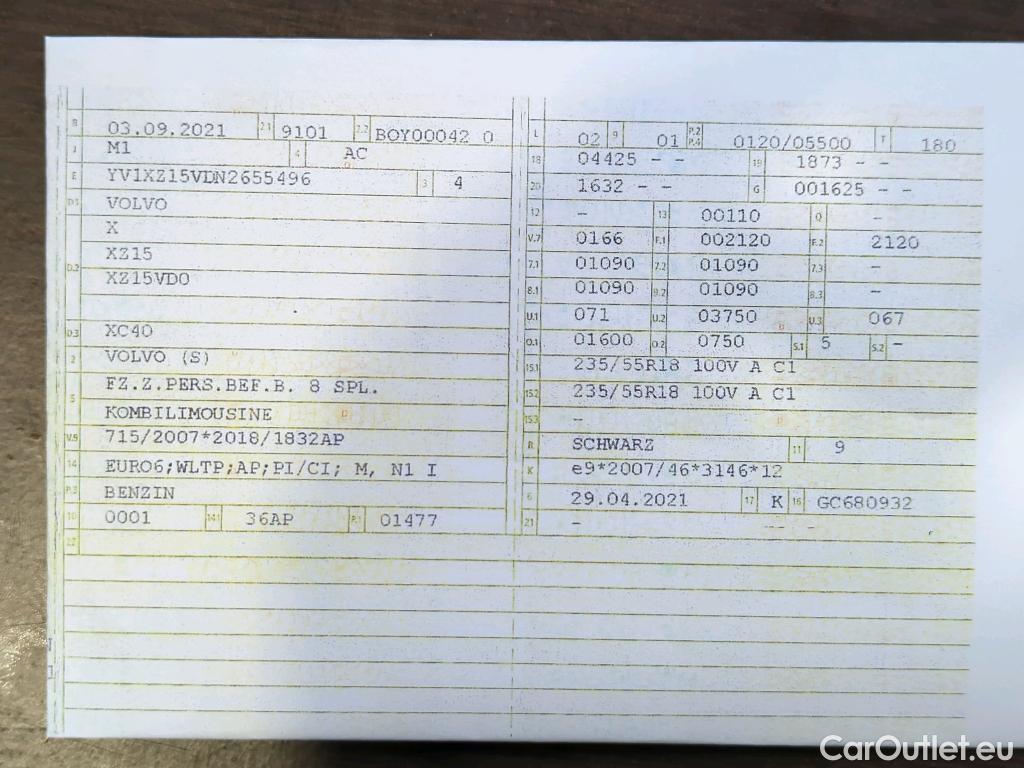 B 03.09.2021 2.1 9101 2.2 BOY00042 0
J M1 4 AC
E YV1XZ15VDN2655496 3 4
D.1 VOLVO
X
XZ15
D.2 XZ15VD0
D.3 XC40
2 VOLVO (S)
5 FZ.Z.PERS.BEF.B. 8 SPL.
KOMBILIMOUSINE
V.9 715/2007*2018/1832AP
14 EURO6;WLTP;AP;PI/CI; M, N1 I
P.3 BENZIN
10 0001 14.1 36AP P.1 01477
22
L 02 9 01 P.2 P.4 0120/05500 T 180
18 04425 - - 19 1873 - -
20 1632 - - G 001625 - -
12 - 13 00110 Q -
V.7 0166 F.1 002120 F.2 2120
7.1 01090 7.2 01090 7.3 -
8.1 01090 8.2 01090 8.3 -
U.1 071 U.2 03750 U.3 067
O.1 01600 O.2 0750 S.1 5 S.2 -
15.1 235/55R18 100V A C1
15.2 235/55R18 100V A C1
15.3 -
R SCHWARZ 11 9
K e9*2007/46*3146*12
6 29.04.2021 17 K 16 GC680932
21 - --- -
CarOutlet.eu